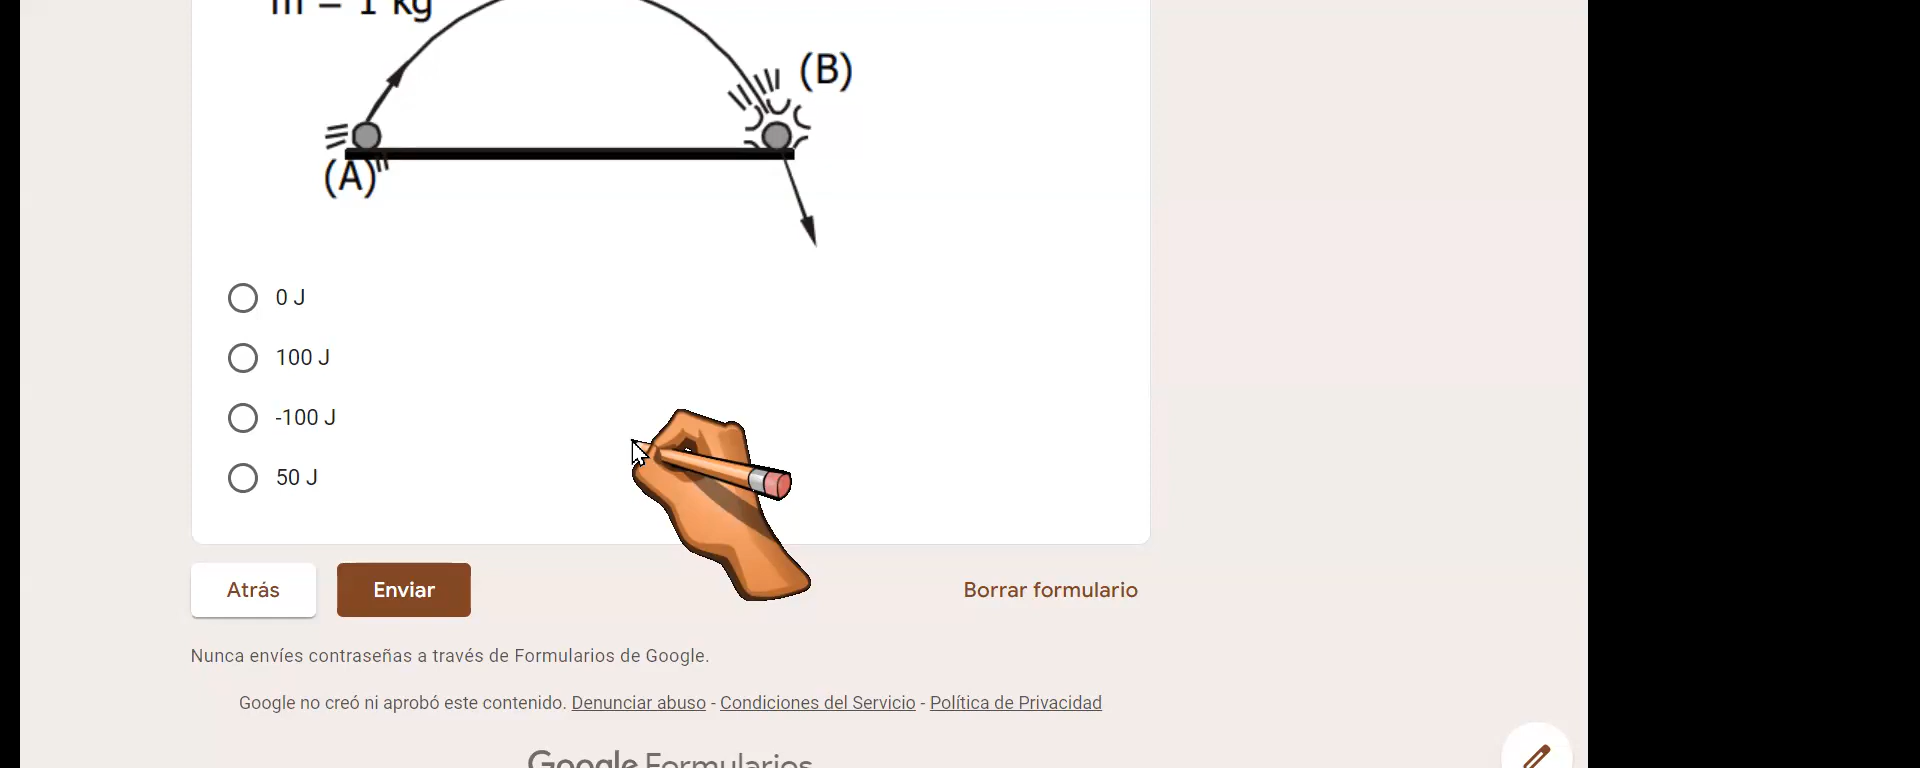 m = 1 kg
(B)
(A)
0 J
100 J
-100 J
50 J
Atrás
Enviar
Borrar formulario
Nunca envíes contraseñas a través de Formularios de Google.
Google no creó ni aprobó este contenido. Denunciar abuso - Condiciones del Servicio - Política de Privacidad
Google Formularios